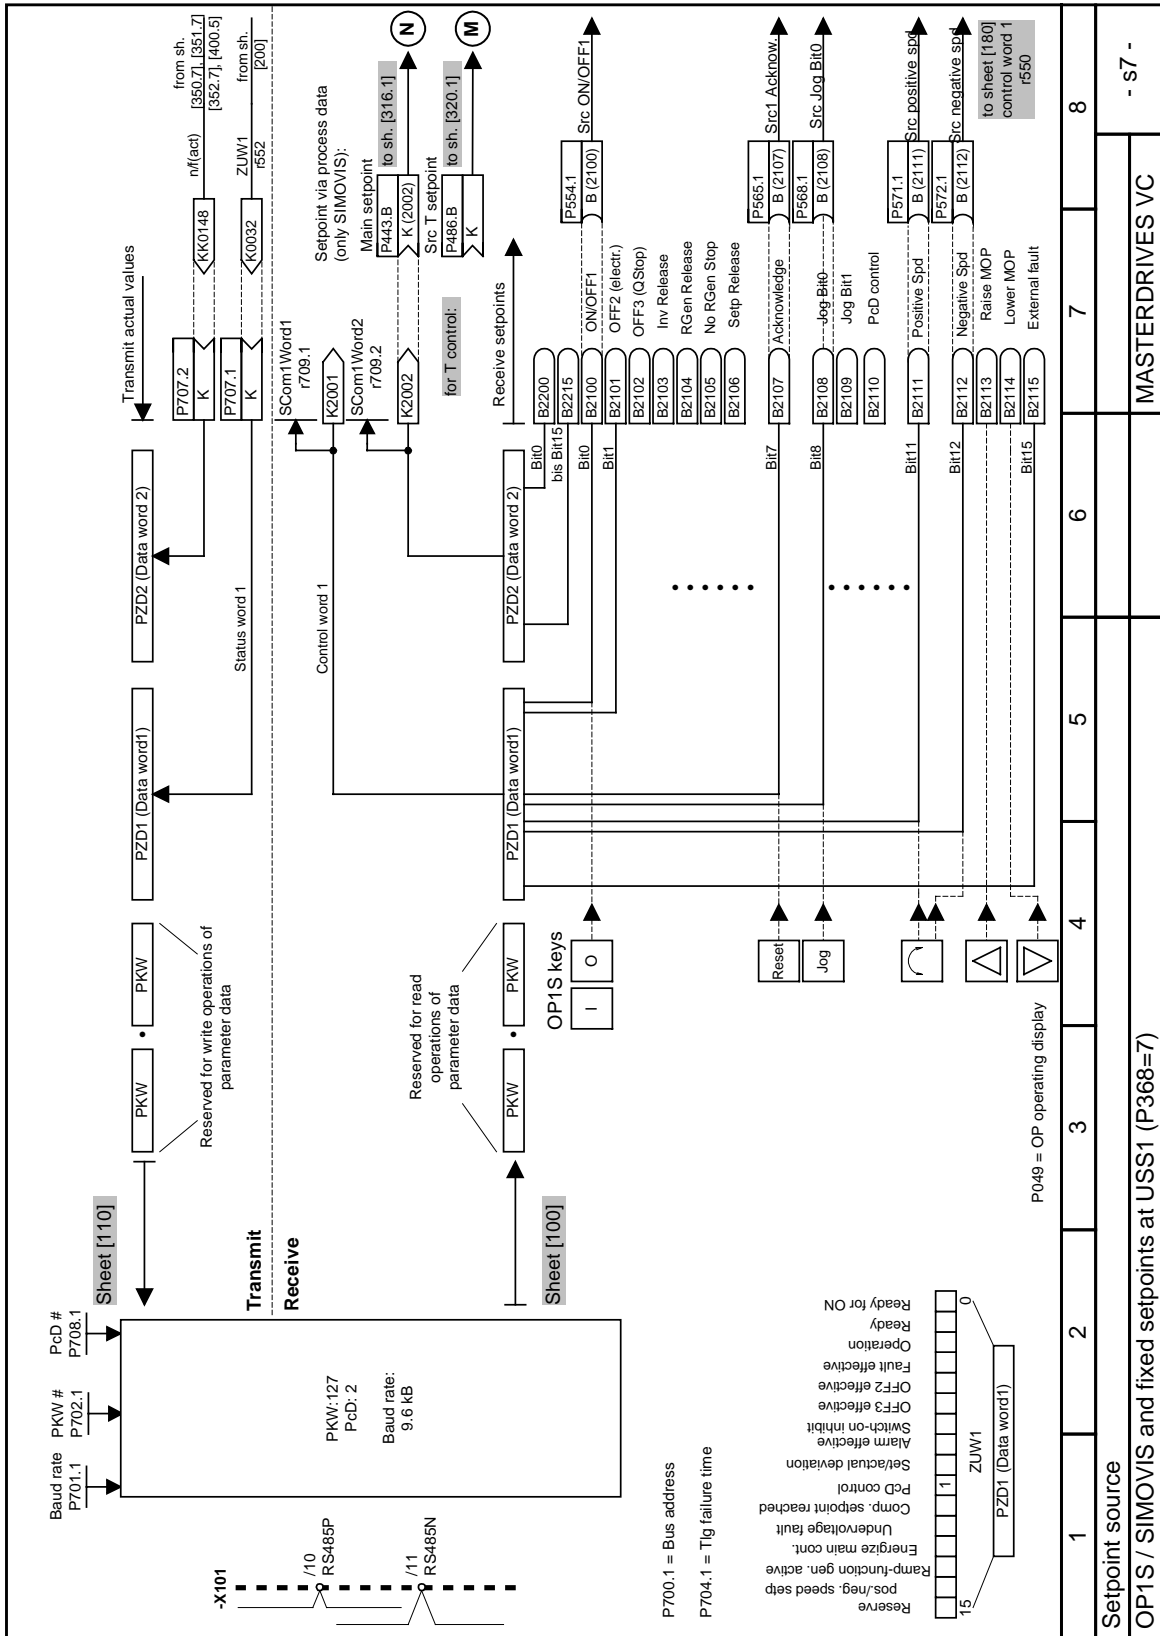 Baud rate
P701.1
PKW #
P702.1
PcD #
P708.1
PKW:127
PcD: 2
Baud rate:
9.6 kB
-X101
/10
RS485P
/11
RS485N
Sheet [110]
Transmit
Receive
Sheet [100]
PKW
PKW
Reserved for write operations of
parameter data
PZD1 (Data word1)
PZD2 (Data word 2)
Transmit actual values
P707.2
K
KK0148
n/f(act)
from sh.
[350.7], [351.7]
[352.7], [400.5]
P707.1
K
K0032
ZUW1
r552
from sh.
[200]
Status word 1
Control word 1
SCom1Word1
r709.1
K2001
SCom1Word2
r709.2
K2002
Setpoint via process data
(only SIMOVIS):
Main setpoint
P443.B
K (2002)
to sh. [316.1]
N
Src T setpoint
P486.B
K
to sh. [320.1]
M
for T control:
PKW
PKW
Reserved for read
operations of
parameter data
PZD1 (Data word1)
PZD2 (Data word 2)
Receive setpoints
Bit0
B2200
bis Bit15
B2215
Bit0
B2100
ON/OFF1
P554.1
B (2100)
Src ON/OFF1
Bit1
B2101
OFF2 (electr.)
B2102
OFF3 (QStop)
B2103
Inv Release
B2104
RGen Release
B2105
No RGen Stop
B2106
Setp Release
Bit7
B2107
Acknowledge
P565.1
B (2107)
Src1 Acknow.
Bit8
B2108
Jog Bit0
P568.1
B (2108)
Src Jog Bit0
B2109
Jog Bit1
B2110
PcD control
Bit11
B2111
Positive Spd
P571.1
B (2111)
Src positive spd
Bit12
B2112
Negative Spd
P572.1
B (2112)
Src negative spd
B2113
Raise MOP
B2114
Lower MOP
Bit15
B2115
External fault
to sheet [180]
control word 1
r550
OP1S keys
I
O
Reset
Jog
P049 = OP operating display
P700.1 = Bus address
P704.1 = Tlg failure time
Reserve
pos./neg. speed setp
Ramp-function gen. active
Energize main cont.
Undervoltage fault
Comp. setpoint reached
PcD control
Set/actual deviation
Alarm effective
Switch-on inhibit
OFF3 effective
OFF2 effective
Fault effective
Operation
Ready
Ready for ON
1
15
ZUW1
0
PZD1 (Data word1)
1
2
3
4
5
6
7
8
Setpoint source
OP1S / SIMOVIS and fixed setpoints at USS1 (P368=7)
MASTERDRIVES VC
- s7 -